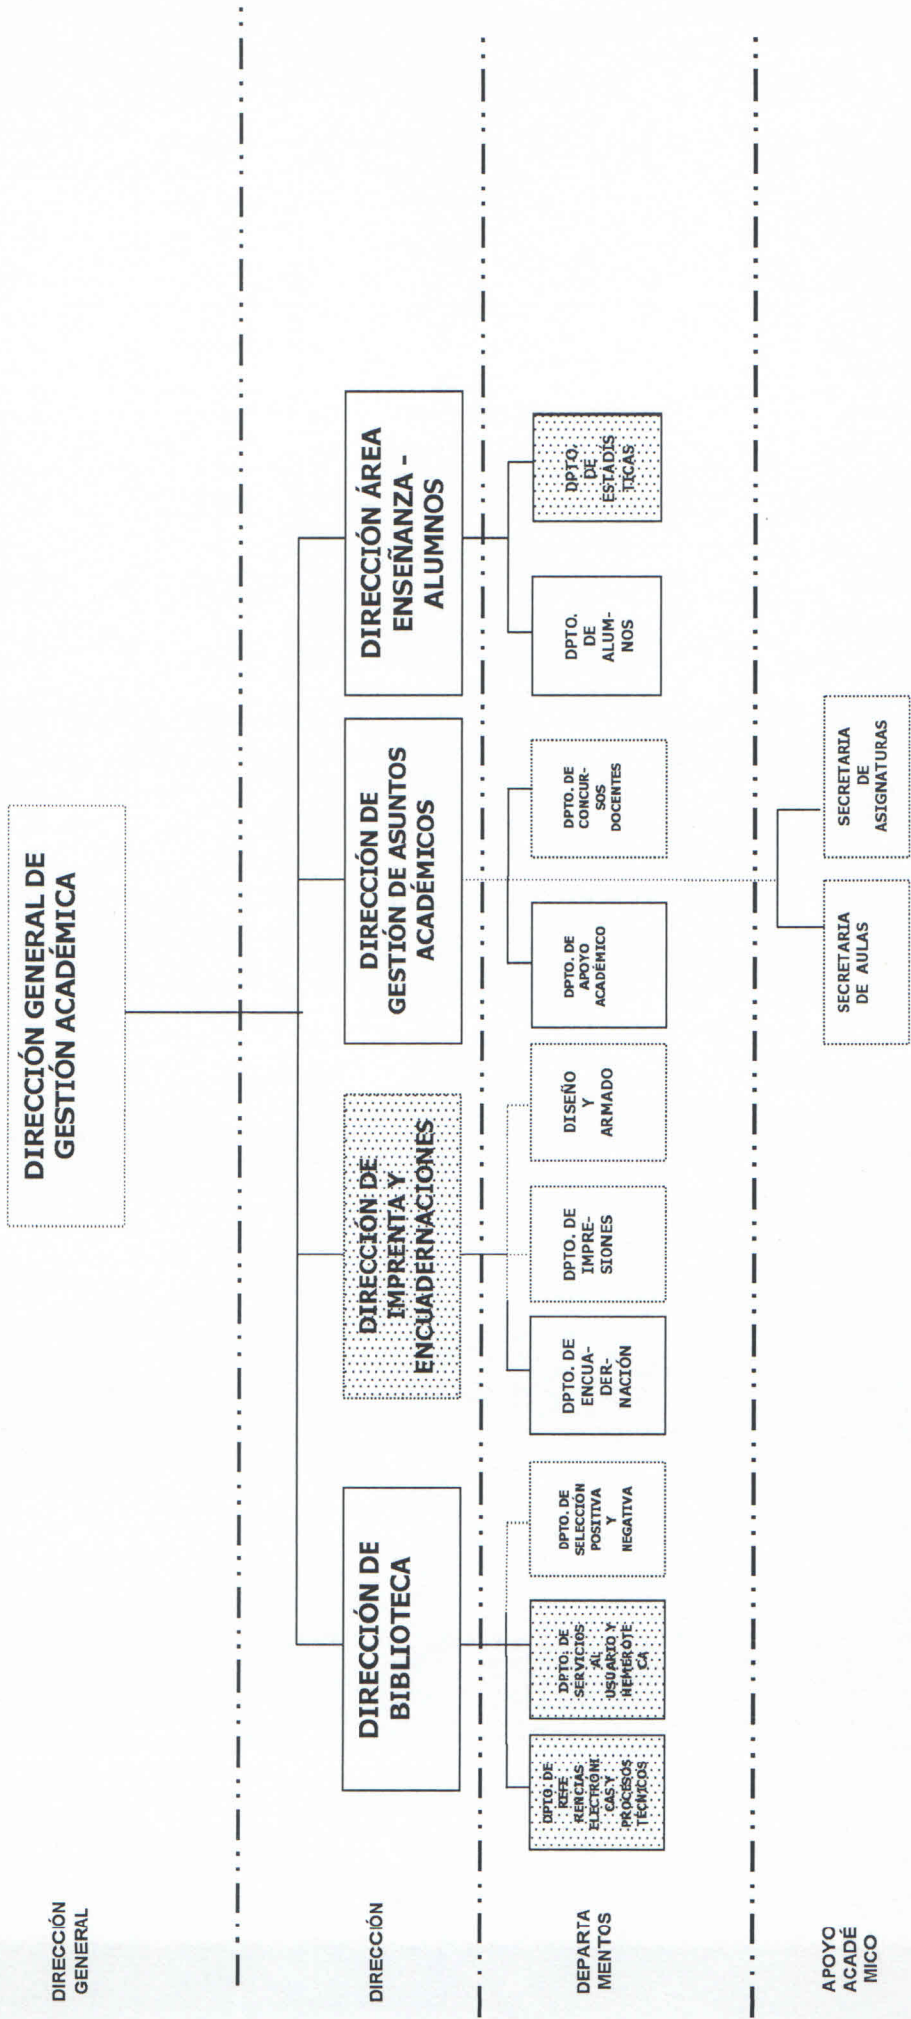 DIRECCIÓN
GENERAL
DIRECCIÓN GENERAL DE
GESTIÓN ACADÉMICA
DIRECCIÓN
DIRECCIÓN DE
BIBLIOTECA
DIRECCIÓN DE
IMPRENTA Y
ENCUADERNACIONES
DIRECCIÓN DE
GESTIÓN DE ASUNTOS
ACADÉMICOS
DIRECCIÓN ÁREA
ENSEÑANZA -
ALUMNOS
DEPARTA
MENTOS
DPTO. DE
REFE
RENCIAS
ELECTRÓNI
CAS Y
PROCESOS
TÉCNICOS
DPTO. DE
SERVICIOS
AL
USUARIO Y
HEMEROTE
CA
DPTO. DE
SELECCIÓN
POSITIVA
Y
NEGATIVA
DPTO. DE
ENCUA-
DER-
NACIÓN
DPTO. DE
IMPRE-
SIONES
DISEÑO
Y
ARMADO
DPTO. DE
APOYO
ACADÉMICO
DPTO. DE
CONCUR-
SOS
DOCENTES
DPTO.
DE
ALUM-
NOS
DPTO.
DE
ESTADÍS
TICAS
APOYO
ACADÉ
MICO
SECRETARIA
DE AULAS
SECRETARIA
DE
ASIGNATURAS